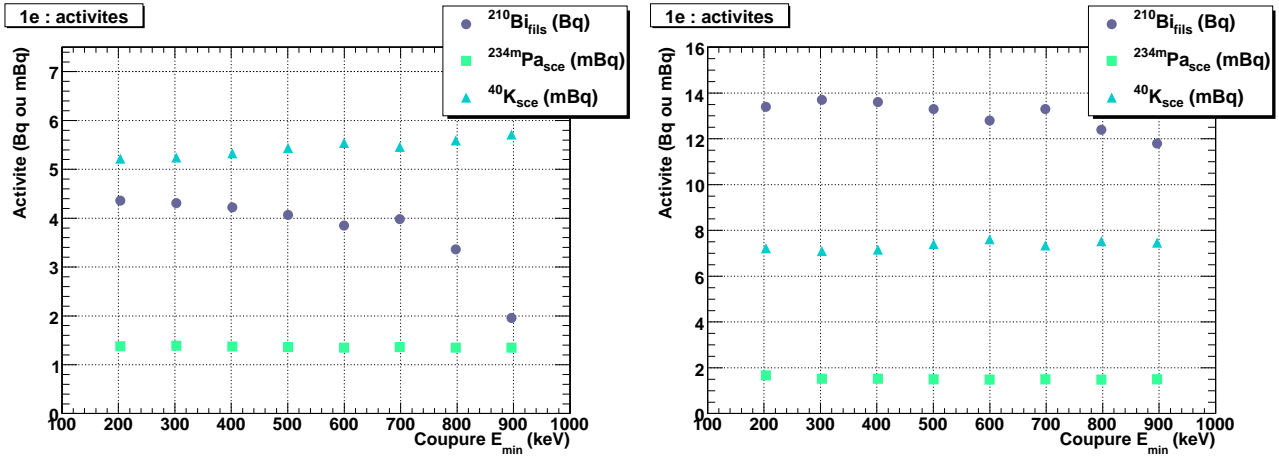 1e : activites
²¹⁰Bi_fils (Bq)
²³⁴ᵐPa_sce (mBq)
⁴⁰K_sce (mBq)
Activite (Bq ou mBq)
7
6
5
4
3
2
1
0
100 200 300 400 500 600 700 800 900 1000
Coupure E_min (keV)
1e : activites
²¹⁰Bi_fils (Bq)
²³⁴ᵐPa_sce (mBq)
⁴⁰K_sce (mBq)
Activite (Bq ou mBq)
16
14
12
10
8
6
4
2
0
100 200 300 400 500 600 700 800 900 1000
Coupure E_min (keV)